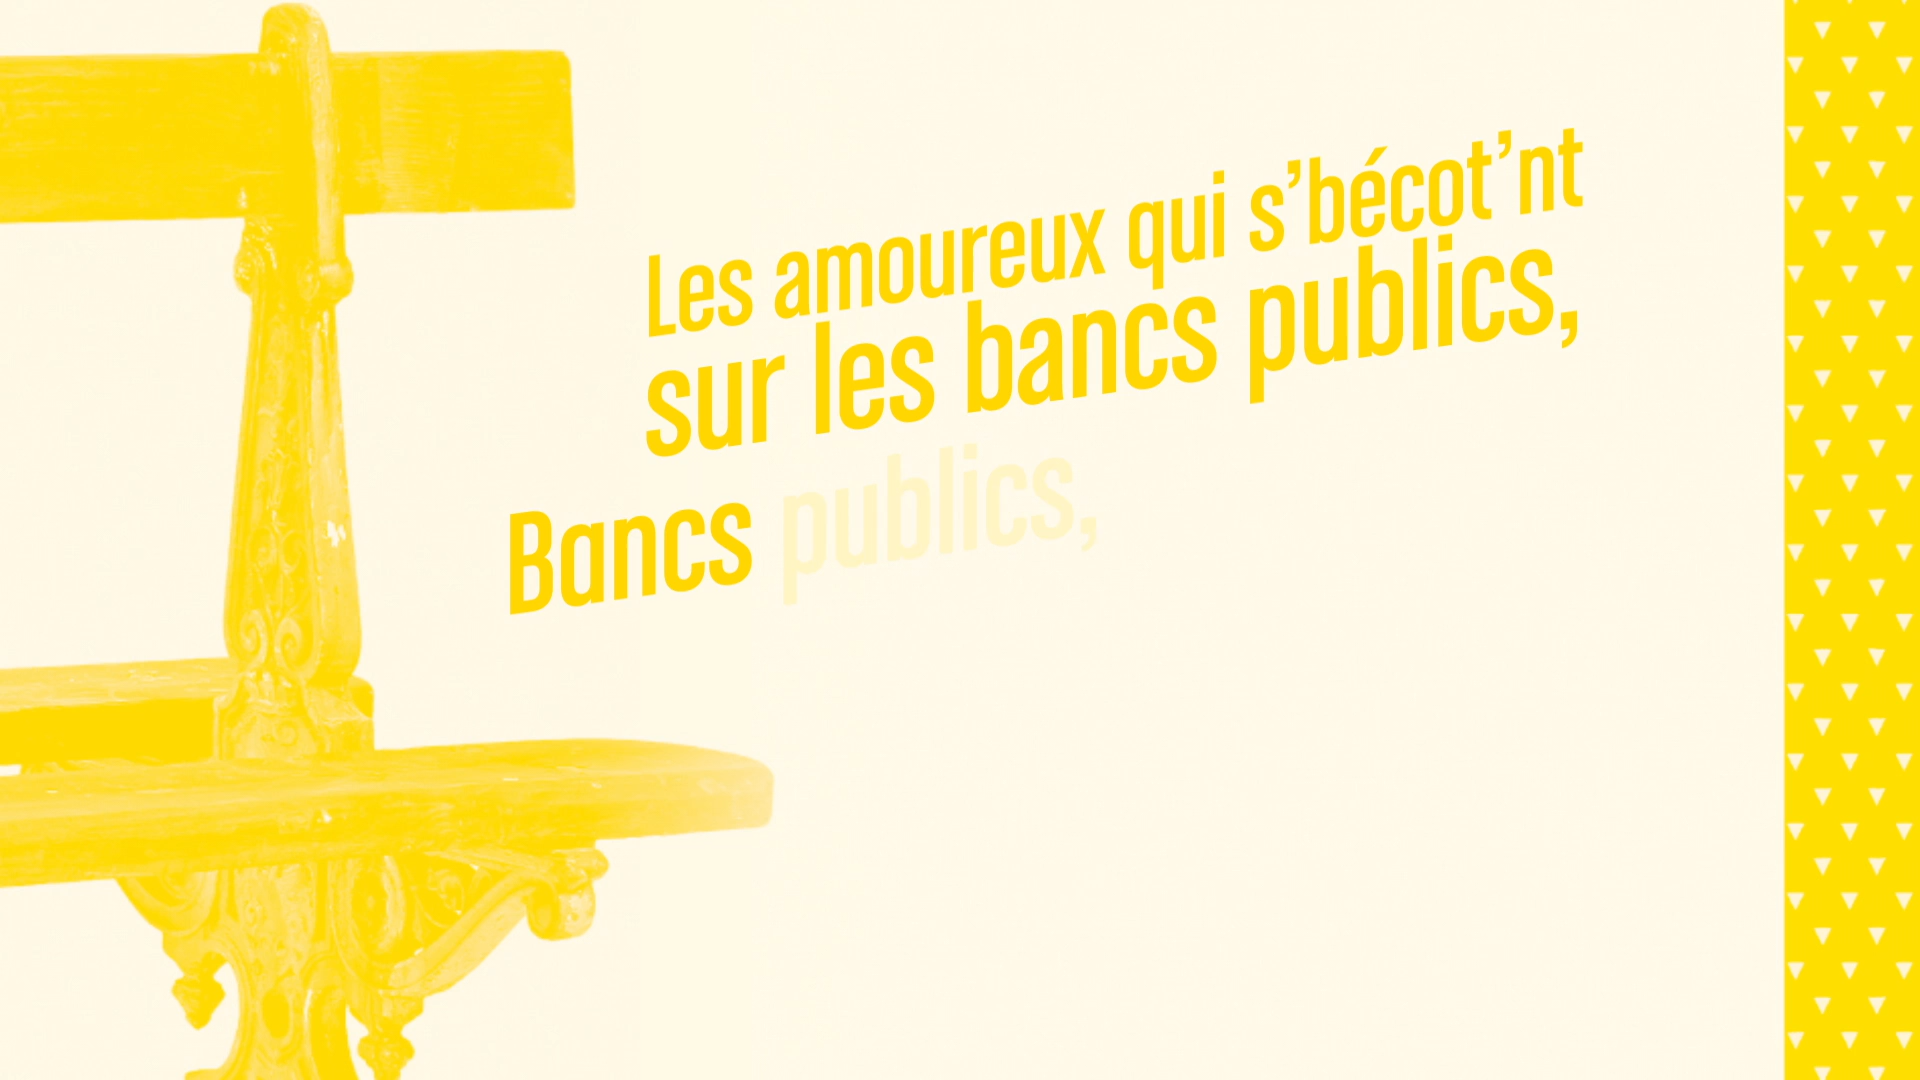 Les amoureux qui s’bécot’nt
sur les bancs publics,
Bancs publics,